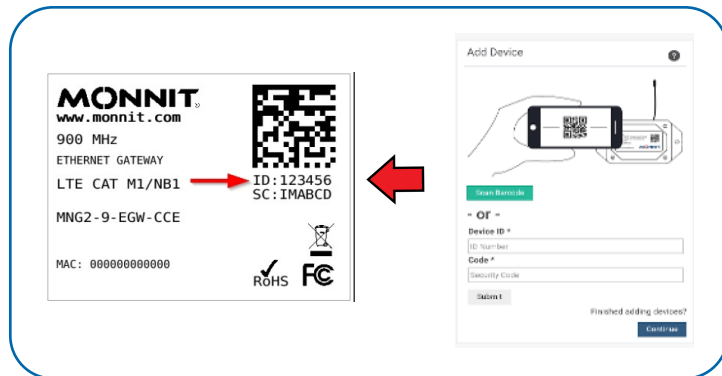 MONNIT®
www.monnit.com
900 MHz
ETHERNET GATEWAY
LTE CAT M1/NB1
ID:123456
SC:IMABCD
MNG2-9-EGW-CCE
MAC: 000000000000
RoHS FC
Add Device
?
Scan Barcode
- or -
Device ID *
ID Number
Code *
Security Code
Submit
Finished adding devices?
Continue